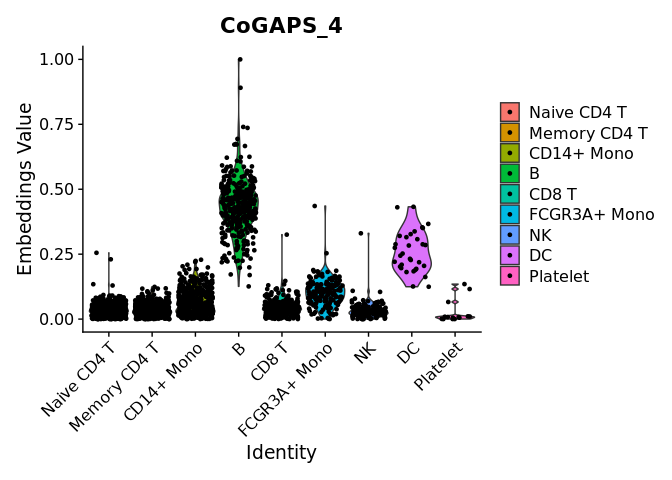 CoGAPS_4
Embeddings Value
1.00
0.75
0.50
0.25
0.00
Naive CD4 T
Memory CD4 T
CD14+ Mono
B
CD8 T
FCGR3A+ Mono
NK
DC
Platelet
Identity
Naive CD4 T
Memory CD4 T
CD14+ Mono
B
CD8 T
FCGR3A+ Mono
NK
DC
Platelet